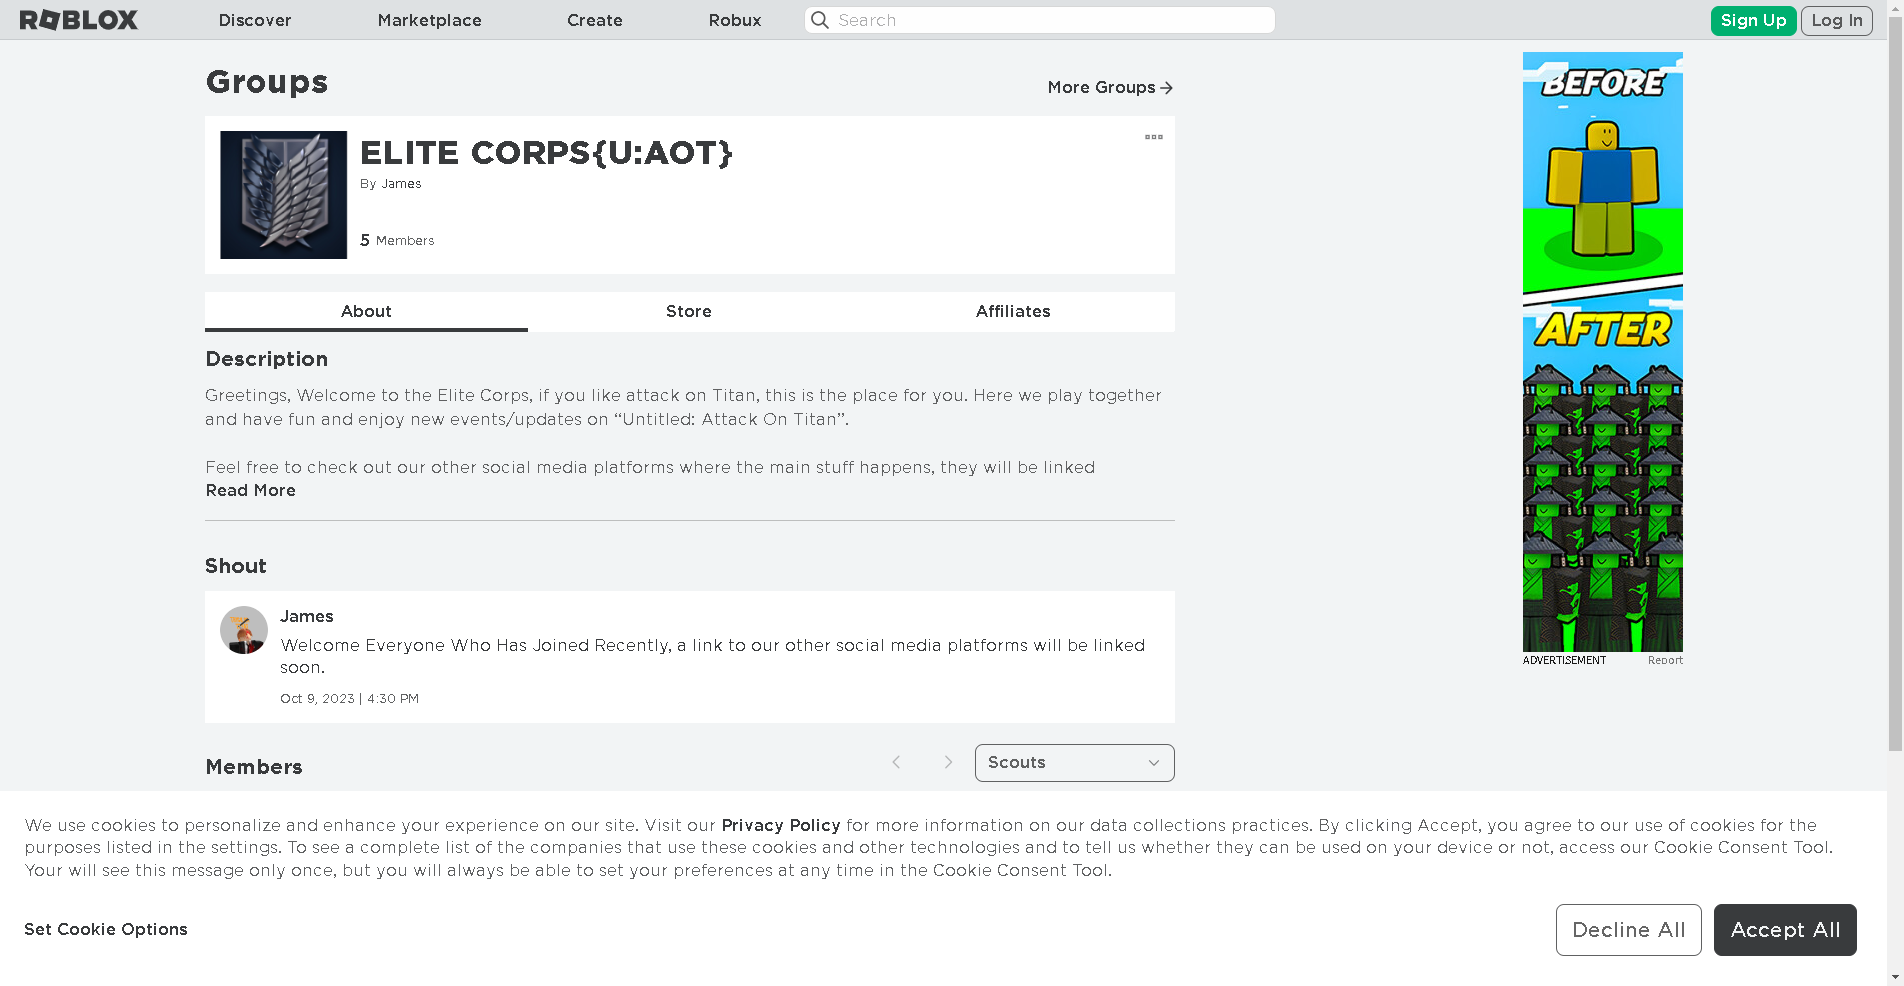 ROBLOX
Discover
Marketplace
Create
Robux
Search
Sign Up
Log In
Groups
More Groups
ELITE CORPS{U:AOT}
By James
5 Members
About
Store
Affiliates
Description
Greetings, Welcome to the Elite Corps, if you like attack on Titan, this is the place for you. Here we play together
and have fun and enjoy new events/updates on “Untitled: Attack On Titan”.
Feel free to check out our other social media platforms where the main stuff happens, they will be linked
Read More
Shout
James
Welcome Everyone Who Has Joined Recently, a link to our other social media platforms will be linked
soon.
Oct 9, 2023 | 4:30 PM
Members
Scouts
BEFORE
AFTER
ADVERTISEMENT
Report
We use cookies to personalize and enhance your experience on our site. Visit our Privacy Policy for more information on our data collections practices. By clicking Accept, you agree to our use of cookies for the
purposes listed in the settings. To see a complete list of the companies that use these cookies and other technologies and to tell us whether they can be used on your device or not, access our Cookie Consent Tool.
Your will see this message only once, but you will always be able to set your preferences at any time in the Cookie Consent Tool.
Set Cookie Options
Decline All
Accept All